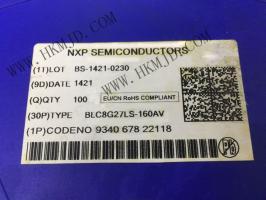 NXP SEMICONDUCTORS
(1T)LOT BS-1421-0230
(9D)DATE 1421
(Q)QTY 100 EU/CN RoHS COMPLIANT
(30P)TYPE BLC8G27LS-160AV
(1P)CODENO 9340 678 22118
WWW.HKMJD.COM